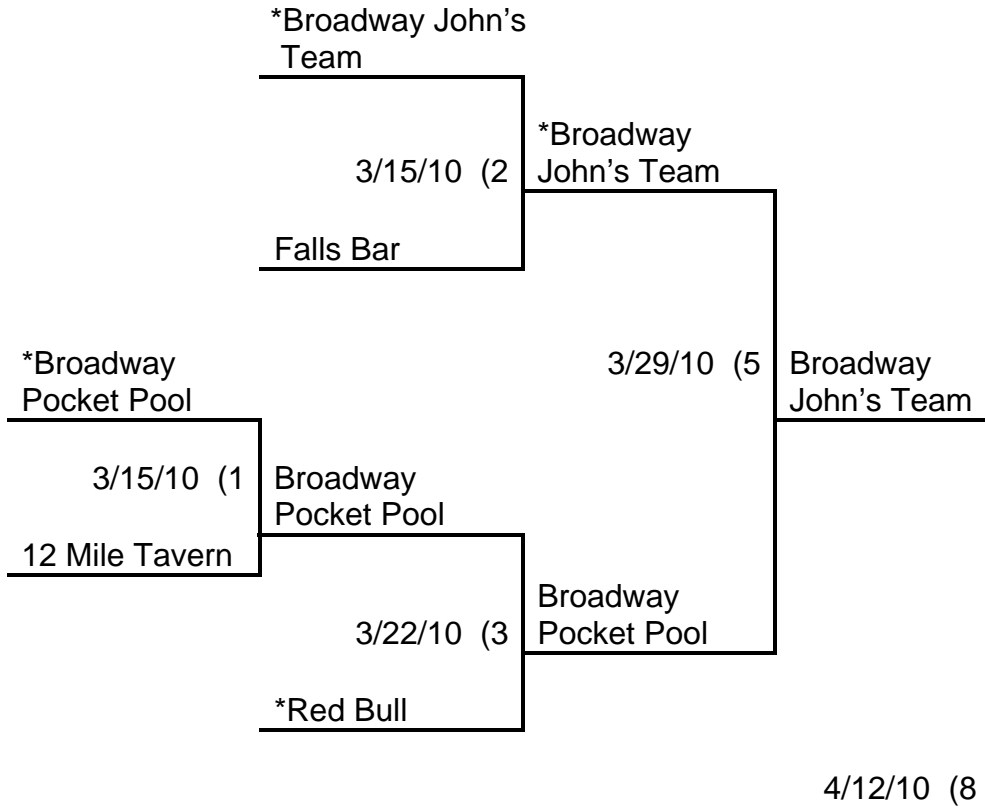 *Broadway John's
Team
*Broadway
John's Team
3/15/10 (2
Falls Bar
*Broadway
Pocket Pool
3/29/10 (5
Broadway
John's Team
3/15/10 (1
Broadway
Pocket Pool
12 Mile Tavern
Broadway
Pocket Pool
3/22/10 (3
*Red Bull
4/12/10 (8